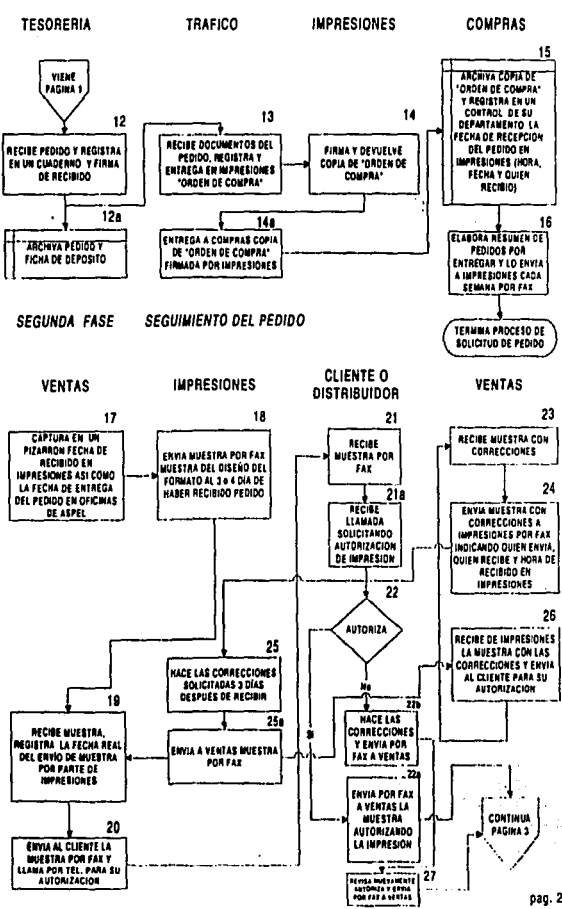 TESORERIA
TRAFICO
IMPRESIONES
COMPRAS
VIENE
PAGINA 1
12
RECIBE PEDIDO Y REGISTRA
EN UN CUADERNO Y FIRMA
DE RECIBIDO
12a
ARCHIVA PEDIDO Y
FICHA DE DEPOSITO
13
RECIBE DOCUMENTOS DEL
PEDIDO, REGISTRA Y
ENTREGA EN IMPRESIONES
"ORDEN DE COMPRA"
14
FIRMA Y DEVUELVE
COPIA DE "ORDEN DE
COMPRA"
14a
ENTREGA A COMPRAS COPIA
DE "ORDEN DE COMPRA"
FIRMADA POR IMPRESIONES
15
ARCHIVA COPIA DE
"ORDEN DE COMPRA"
Y REGISTRA EN UN
CONTROL DE SU
DEPARTAMENTO LA
FECHA DE RECEPCION
DEL PEDIDO EN
IMPRESIONES (HORA,
FECHA Y QUIEN
RECIBIO)
16
ELABORA RESUMEN DE
PEDIDOS POR
ENTREGAR Y LO ENVIA
A IMPRESIONES CADA
SEMANA POR FAX
TERMINA PROCESO DE
SOLICITUD DE PEDIDO
SEGUNDA FASE
SEGUIMIENTO DEL PEDIDO
VENTAS
IMPRESIONES
CLIENTE O
DISTRIBUIDOR
VENTAS
17
CAPTURA EN UN
PIZARRON FECHA DE
RECIBIDO EN
IMPRESIONES ASI COMO
LA FECHA DE ENTREGA
DEL PEDIDO EN OFICINAS
DE ASPEL
18
ENVIA MUESTRA POR FAX
MUESTRA DEL DISEÑO DEL
FORMATO AL 3 o 4 DÍA DE
HABER RECIBIDO PEDIDO
21
RECIBE
MUESTRA POR
FAX
21a
RECIBE
LLAMADA
SOLICITANDO
AUTORIZACION
DE IMPRESION
22
AUTORIZA
No
Si
23
RECIBE MUESTRA CON
CORRECCIONES
24
ENVIA MUESTRA CON
CORRECCIONES A
IMPRESIONES POR FAX
INDICANDO QUIEN ENVIA,
QUIEN RECIBE Y HORA DE
RECIBIDO EN
IMPRESIONES
25
HACE LAS CORRECCIONES
SOLICITADAS 3 DÍAS
DESPUES DE RECIBIR
25a
ENVIA A VENTAS MUESTRA
POR FAX
26
RECIBE DE IMPRESIONES
LA MUESTRA CON LAS
CORRECCIONES Y ENVIA
AL CLIENTE PARA SU
AUTORIZACION
19
RECIBE MUESTRA,
REGISTRA LA FECHA REAL
DEL ENVÍO DE MUESTRA
POR PARTE DE
IMPRESIONES
20
ENVIA AL CLIENTE LA
MUESTRA POR FAX Y
LLAMA POR TEL. PARA SU
AUTORIZACION
22b
HACE LAS
CORRECCIONES
Y ENVIA POR
FAX A VENTAS
22a
ENVIA POR FAX
A VENTAS LA
MUESTRA
AUTORIZANDO
LA IMPRESIÓN
27
REVISA NUEVAMENTE
AUTORIZA Y ENVIA
POR FAX A VENTAS
CONTINUA
PAGINA 3
pag. 2